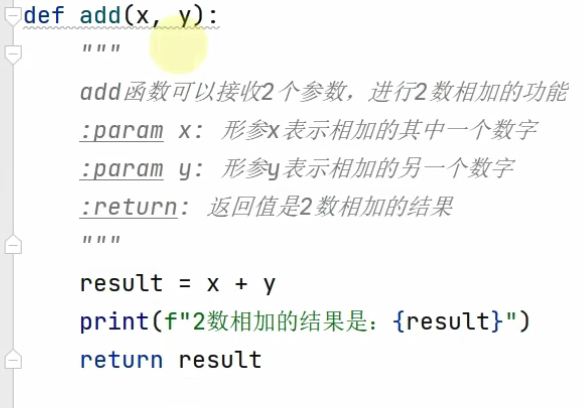 def add(x, y):
"""
add函数可以接收2个参数，进行2数相加的功能
:param x: 形参x表示相加的其中一个数字
:param y: 形参y表示相加的另一个数字
:return: 返回值是2数相加的结果
"""
result = x + y
print(f"2数相加的结果是：{result}")
return result